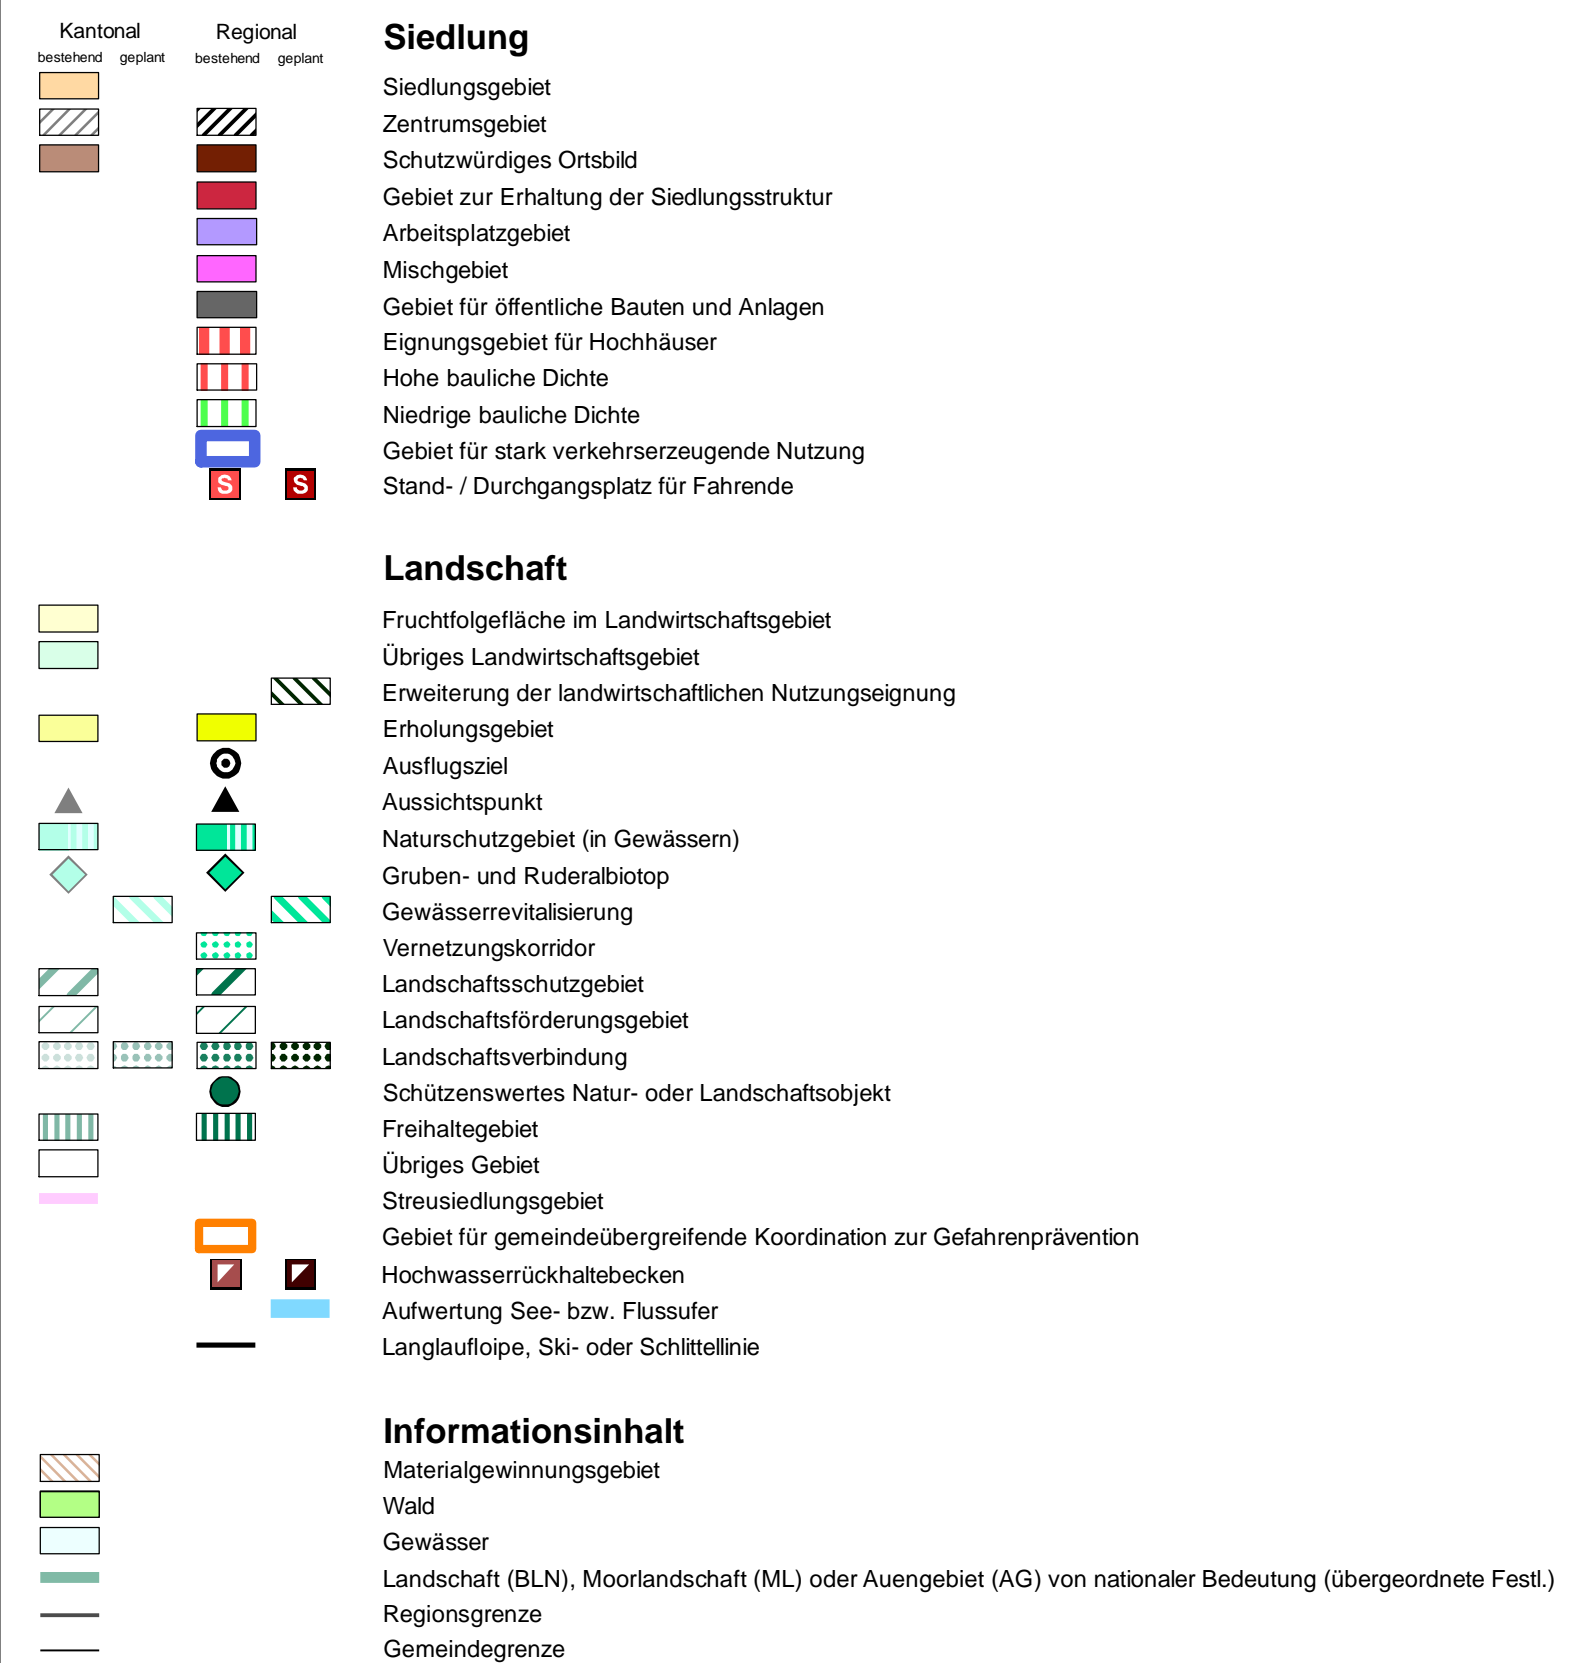 Kantonal Regional Siedlung
bestehend geplant bestehend geplant
Siedlungsgebiet
Zentrumsgebiet
Schutzwürdiges Ortsbild
Gebiet zur Erhaltung der Siedlungsstruktur
Arbeitsplatzgebiet
Mischgebiet
Gebiet für öffentliche Bauten und Anlagen
Eignungsgebiet für Hochhäuser
Hohe bauliche Dichte
Niedrige bauliche Dichte
Gebiet für stark verkehrserzeugende Nutzung
S S Stand- / Durchgangsplatz für Fahrende
Landschaft
Fruchtfolgefläche im Landwirtschaftsgebiet
Übriges Landwirtschaftsgebiet
Erweiterung der landwirtschaftlichen Nutzungseignung
Erholungsgebiet
Ausflugsziel
Aussichtspunkt
Naturschutzgebiet (in Gewässern)
Gruben- und Ruderalbiotop
Gewässerrevitalisierung
Vernetzungskorridor
Landschaftsschutzgebiet
Landschaftsförderungsgebiet
Landschaftsverbindung
Schützenswertes Natur- oder Landschaftsobjekt
Freihaltegebiet
Übriges Gebiet
Streusiedlungsgebiet
Gebiet für gemeindeübergreifende Koordination zur Gefahrenprävention
Hochwasserrückhaltebecken
Aufwertung See- bzw. Flussufer
Langlaufloipe, Ski- oder Schlittellinie
Informationsinhalt
Materialgewinnungsgebiet
Wald
Gewässer
Landschaft (BLN), Moorlandschaft (ML) oder Auengebiet (AG) von nationaler Bedeutung (übergeordnete Festl.)
Regionsgrenze
Gemeindegrenze